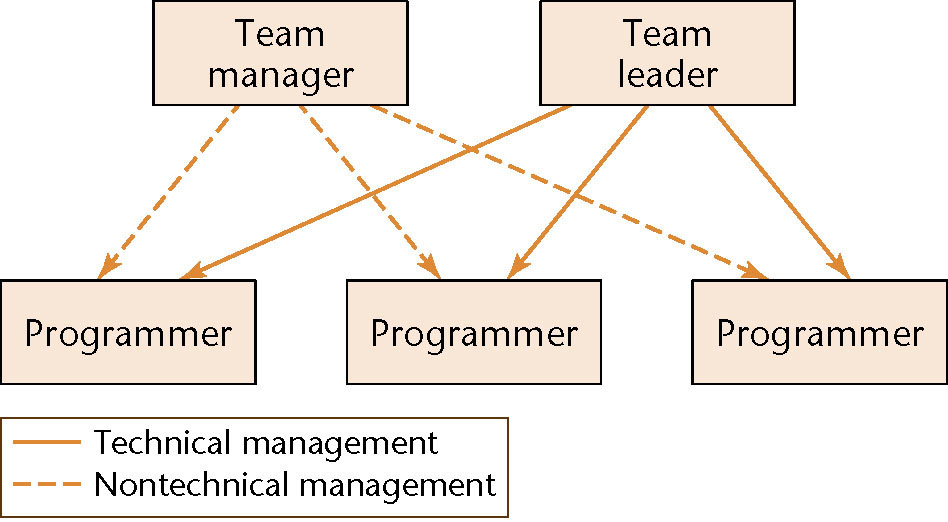 Team
manager
Team
leader
Programmer
Programmer
Programmer
Technical management
Nontechnical management